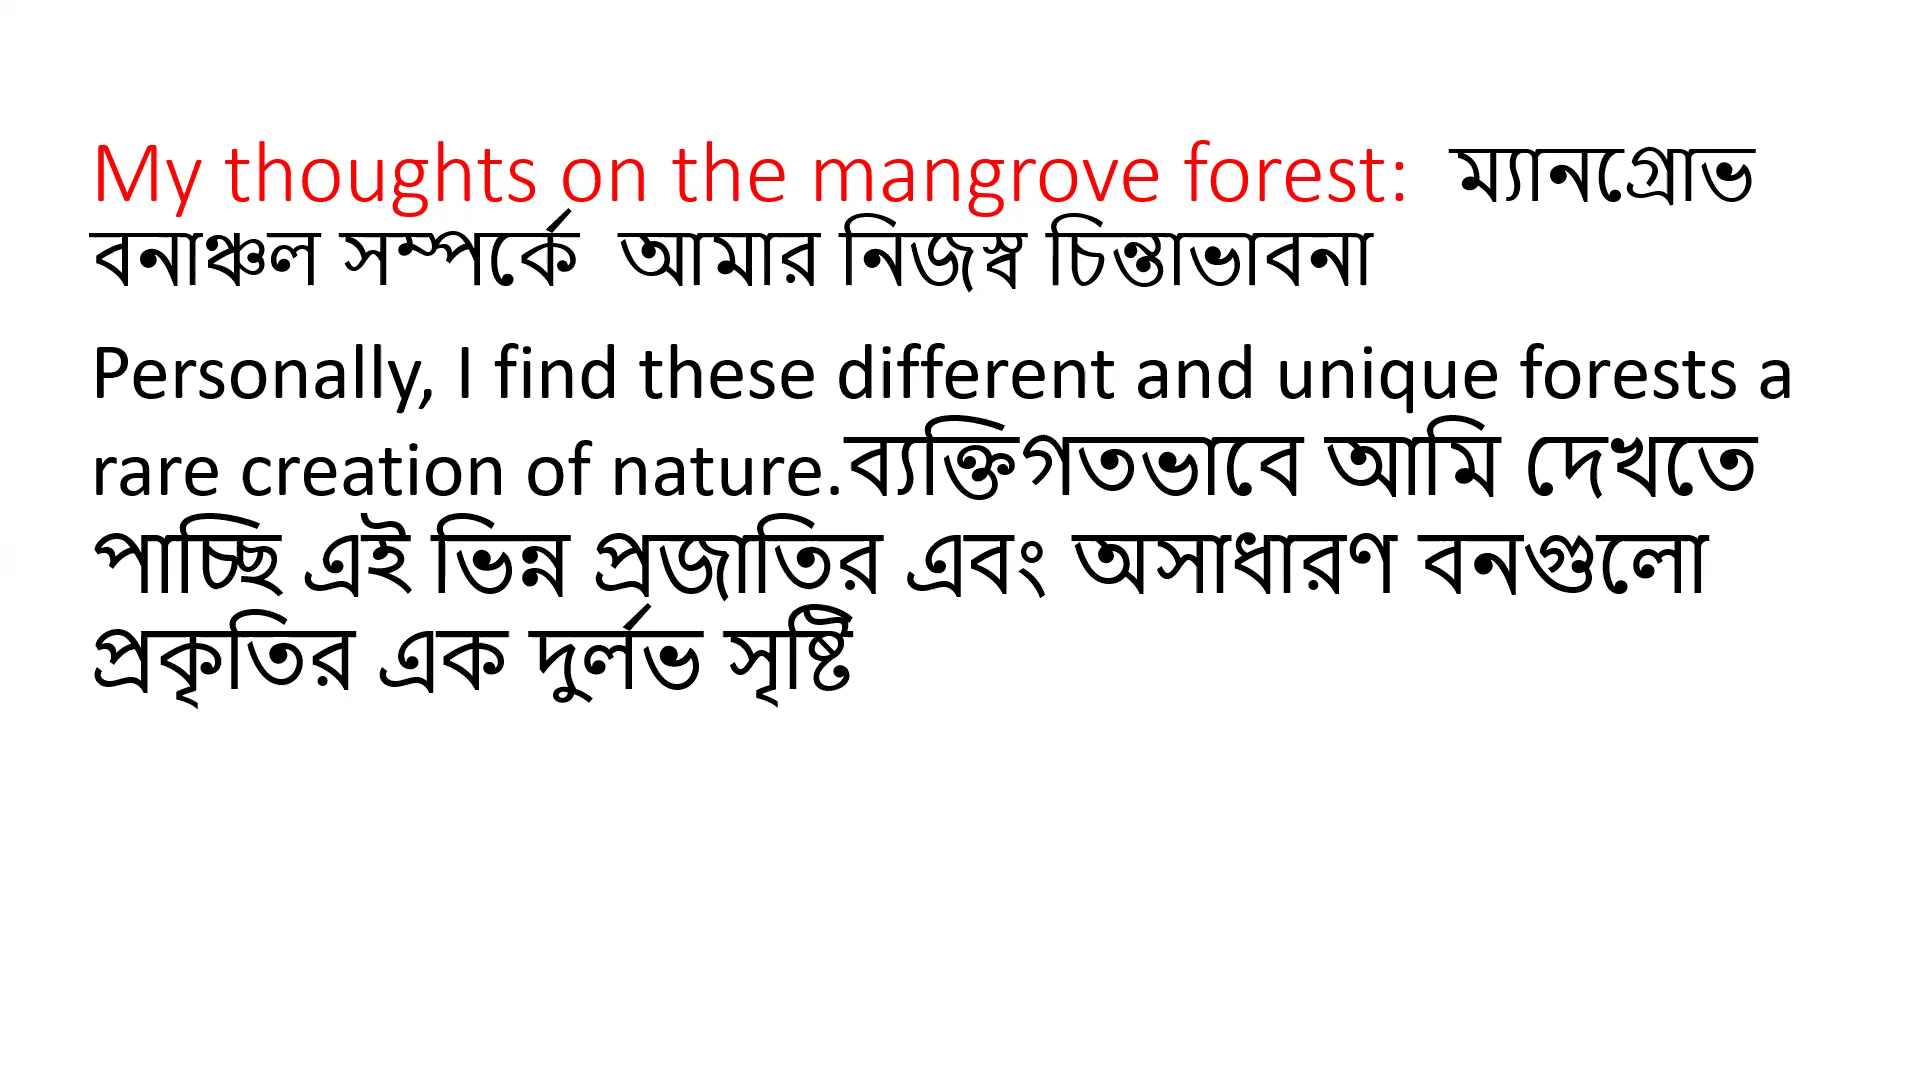 My thoughts on the mangrove forest:  ম্যানগ্রোভ
বনাঞ্চল সম্পর্কে  আমার নিজস্ব চিন্তাভাবনা
Personally, I find these different and unique forests a
rare creation of nature.ব্যক্তিগতভাবে আমি দেখতে
পাচ্ছি এই ভিন্ন প্রজাতির এবং অসাধারণ বনগুলো
প্রকৃতির এক দুর্লভ সৃষ্টি